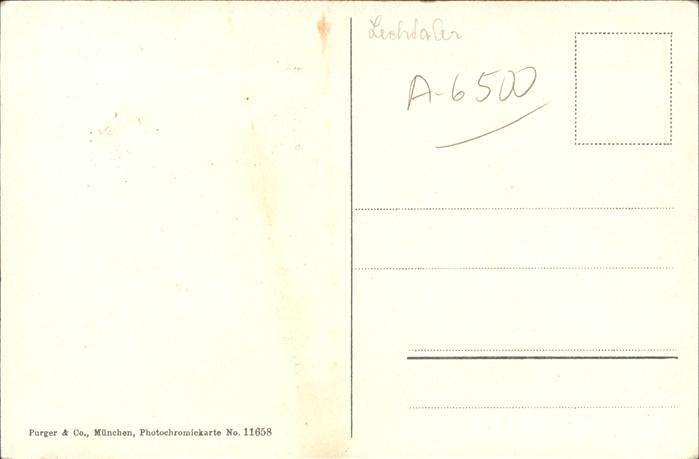 Lechtaler
A-6500
Purger & Co., München, Photochromiekarte No. 11658